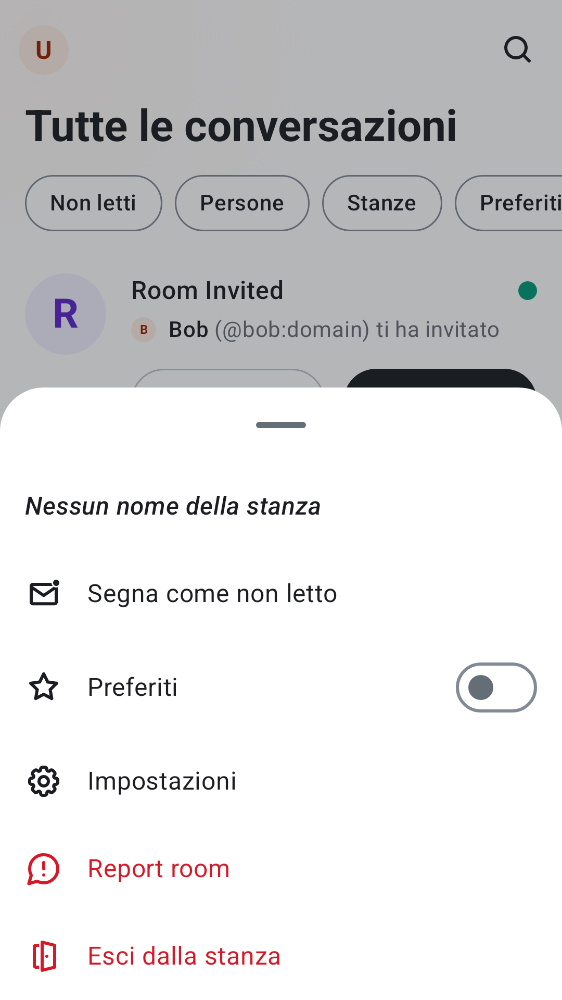 U
Tutte le conversazioni
Non letti
Persone
Stanze
Preferiti
R
Room Invited
B Bob (@bob:domain) ti ha invitato
Nessun nome della stanza
Segna come non letto
Preferiti
Impostazioni
Report room
Esci dalla stanza